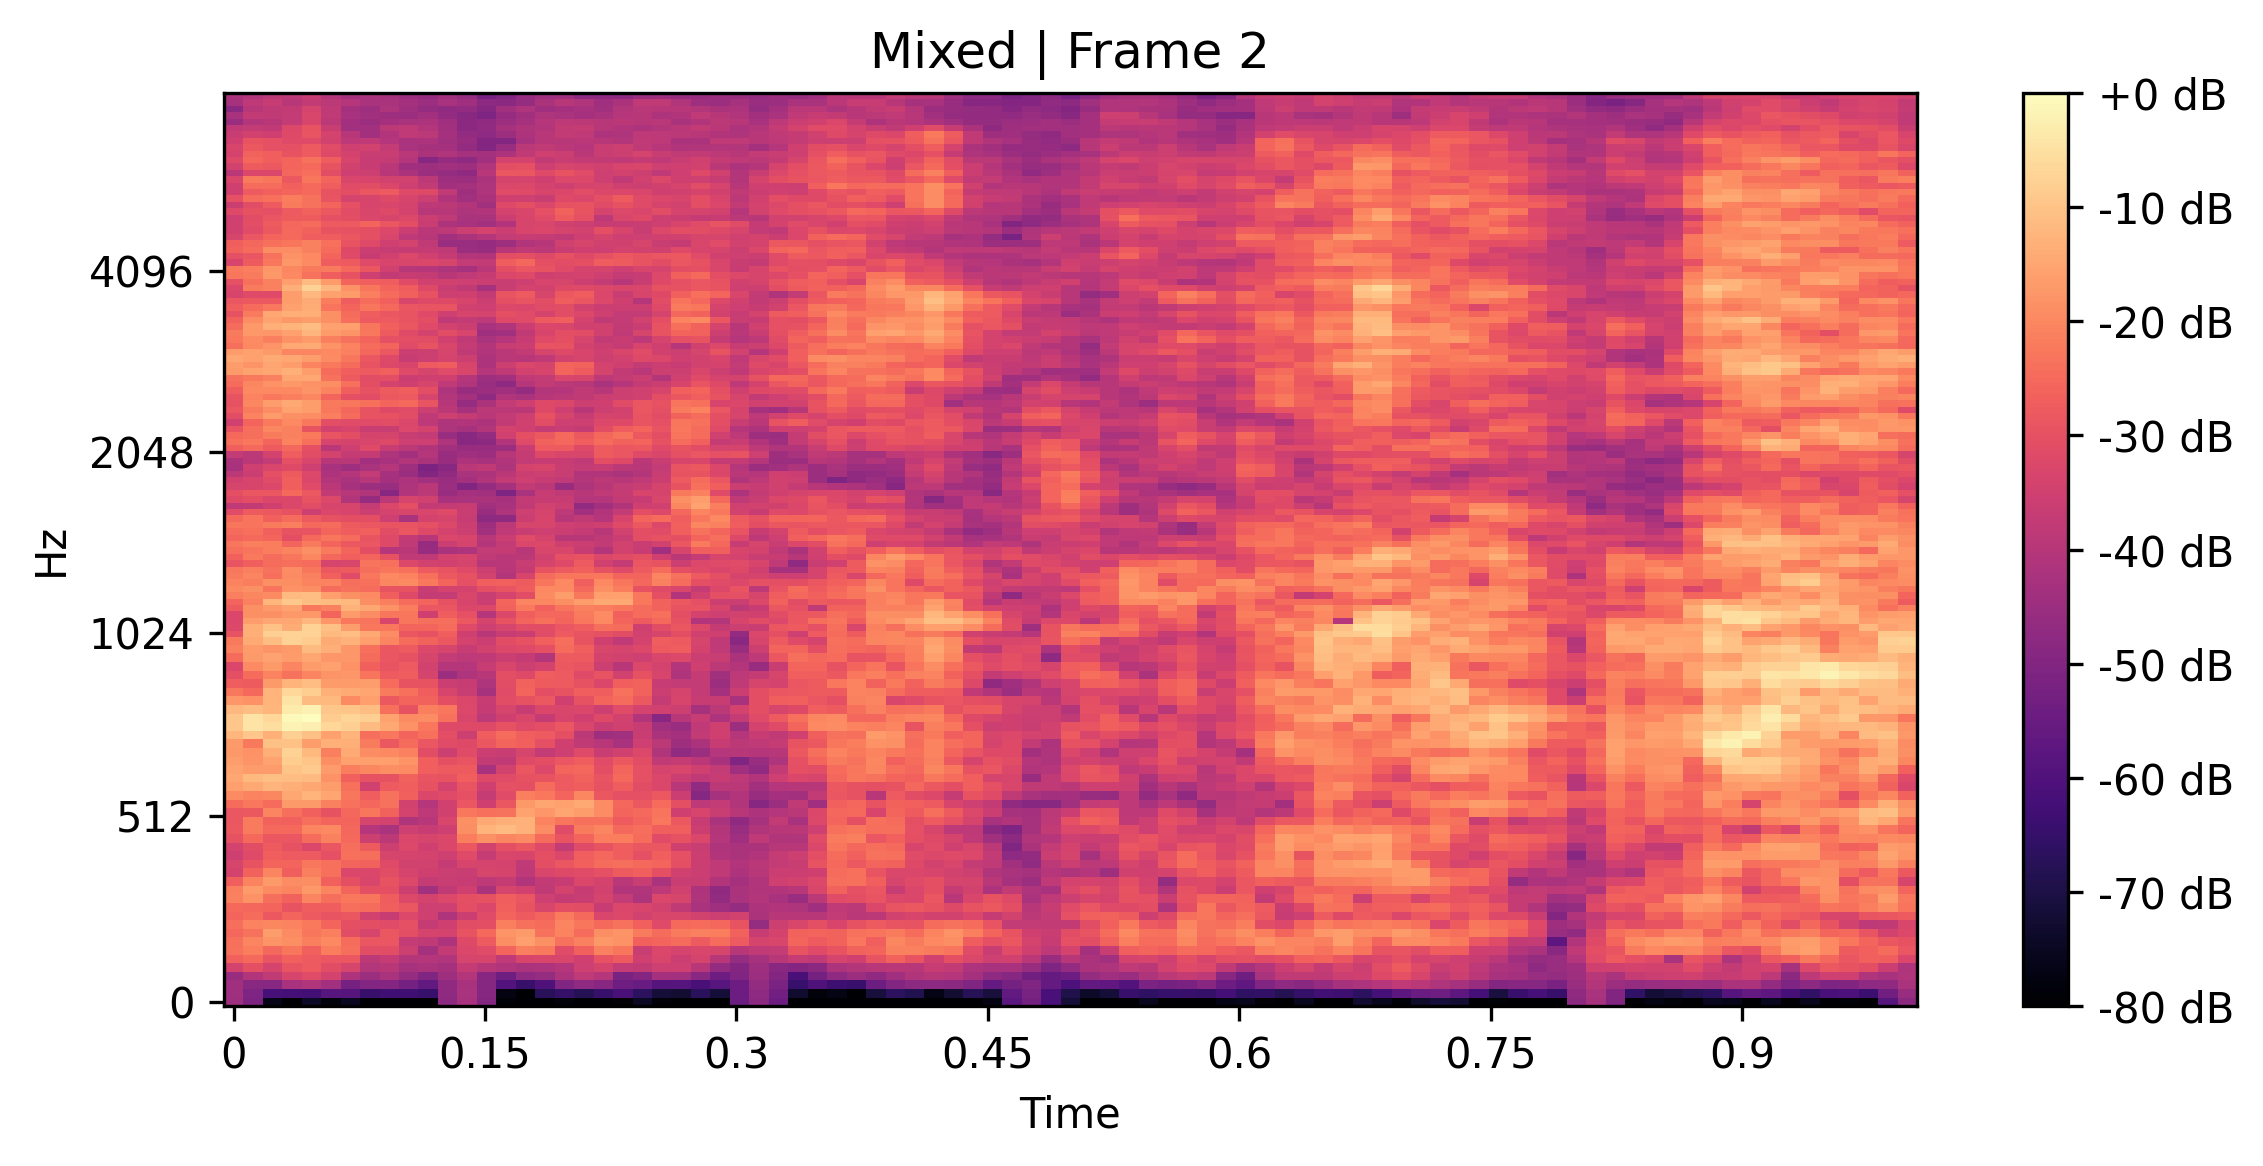 Mixed | Frame 2
+0 dB
-10 dB
-20 dB
-30 dB
-40 dB
-50 dB
-60 dB
-70 dB
-80 dB
Hz
4096
2048
1024
512
0
0 0.15 0.3 0.45 0.6 0.75 0.9
Time